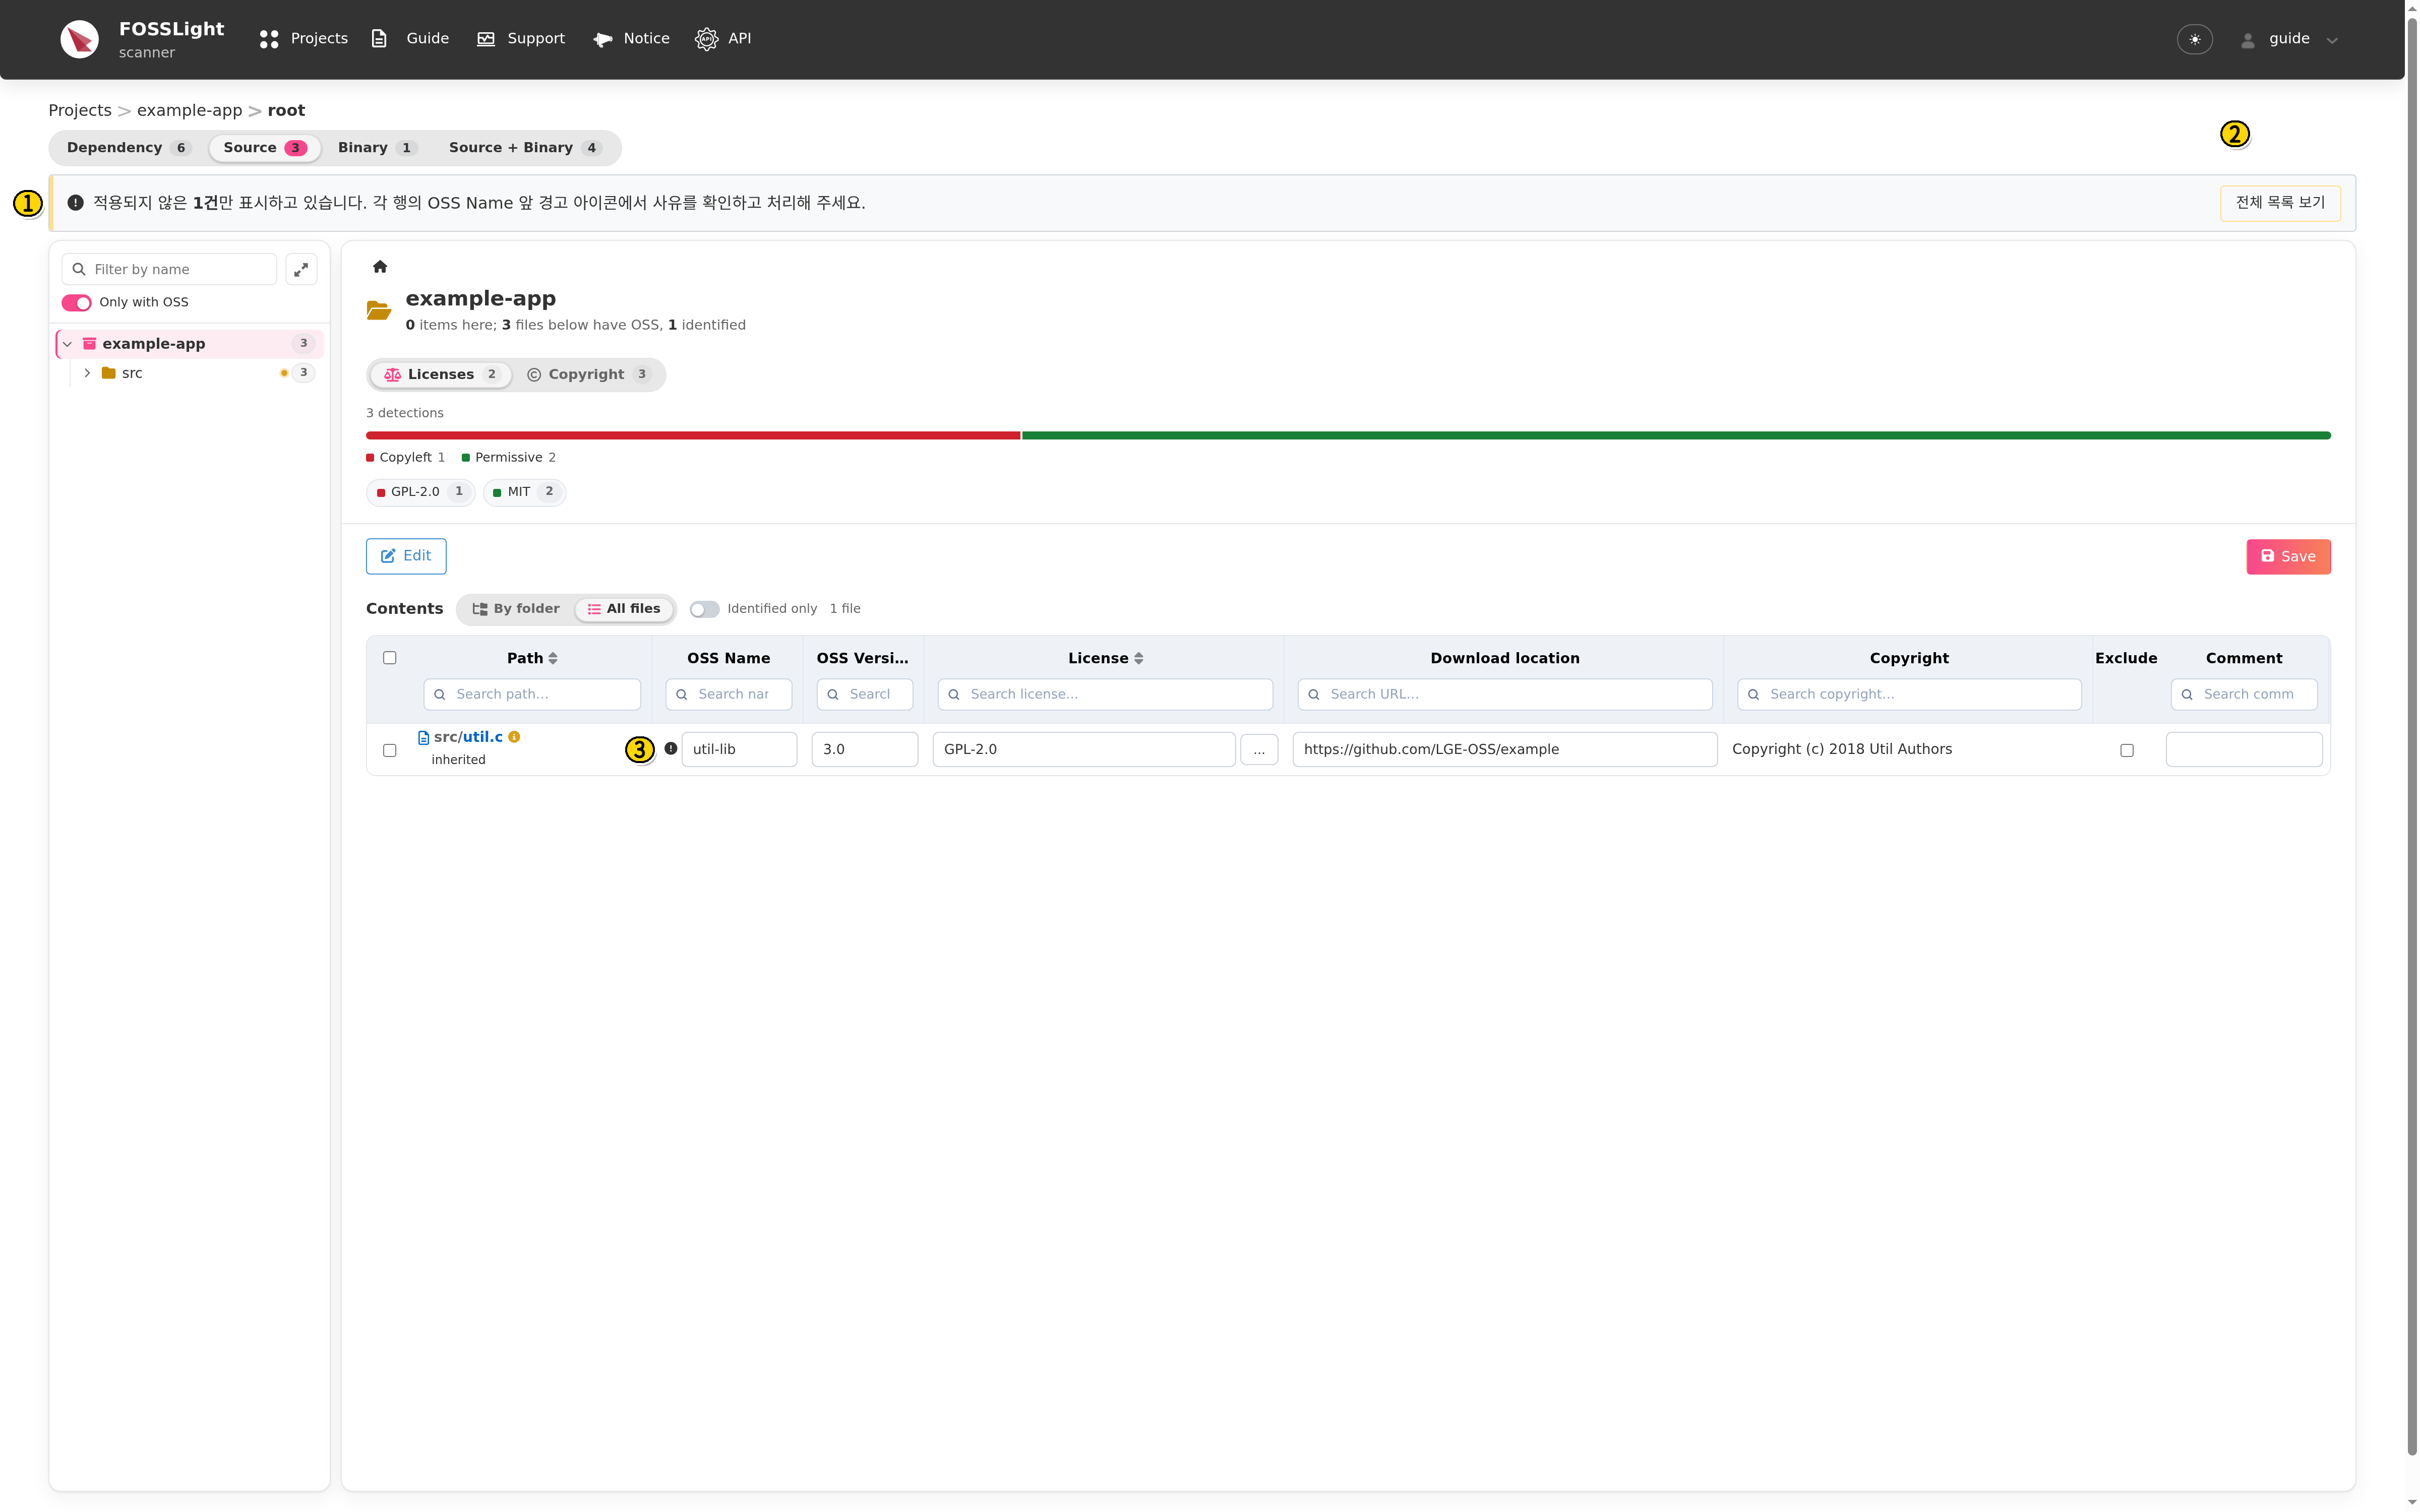 FOSSLight
scanner
Projects
Guide
Support
Notice
API
guide
Projects > example-app > root
Dependency 6
Source 3
Binary 1
Source + Binary 4
2
1
적용되지 않은 1건만 표시하고 있습니다. 각 행의 OSS Name 앞 경고 아이콘에서 사유를 확인하고 처리해 주세요.
전체 목록 보기
Filter by name
Only with OSS
example-app 3
src 3
example-app
0 items here; 3 files below have OSS, 1 identified
Licenses 2
Copyright 3
3 detections
Copyleft 1
Permissive 2
GPL-2.0 1
MIT 2
Edit
Save
Contents
By folder
All files
Identified only
1 file
Path
OSS Name
OSS Versi...
License
Download location
Copyright
Exclude
Comment
Search path...
Search nar
Searcl
Search license...
Search URL...
Search copyright...
Search comm
src/util.c
inherited
3
util-lib
3.0
GPL-2.0
...
https://github.com/LGE-OSS/example
Copyright (c) 2018 Util Authors